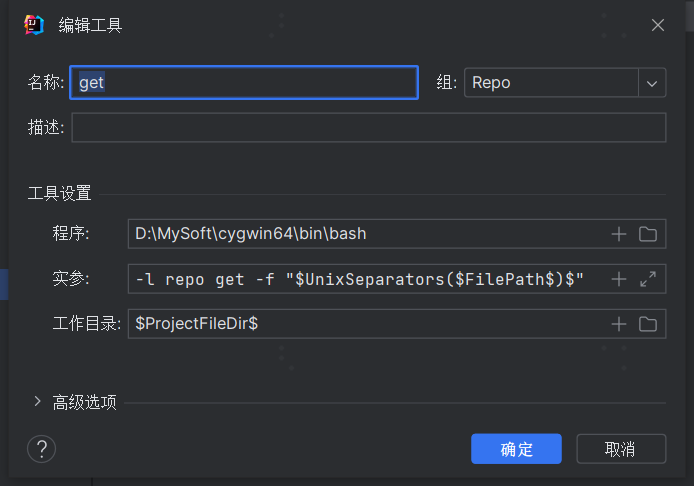 编辑工具
名称: get 组: Repo
描述:
工具设置
程序: D:\MySoft\cygwin64\bin\bash
实参: -l repo get -f "$UnixSeparators($FilePath$)$"
工作目录: $ProjectFileDir$
高级选项
? 确定 取消